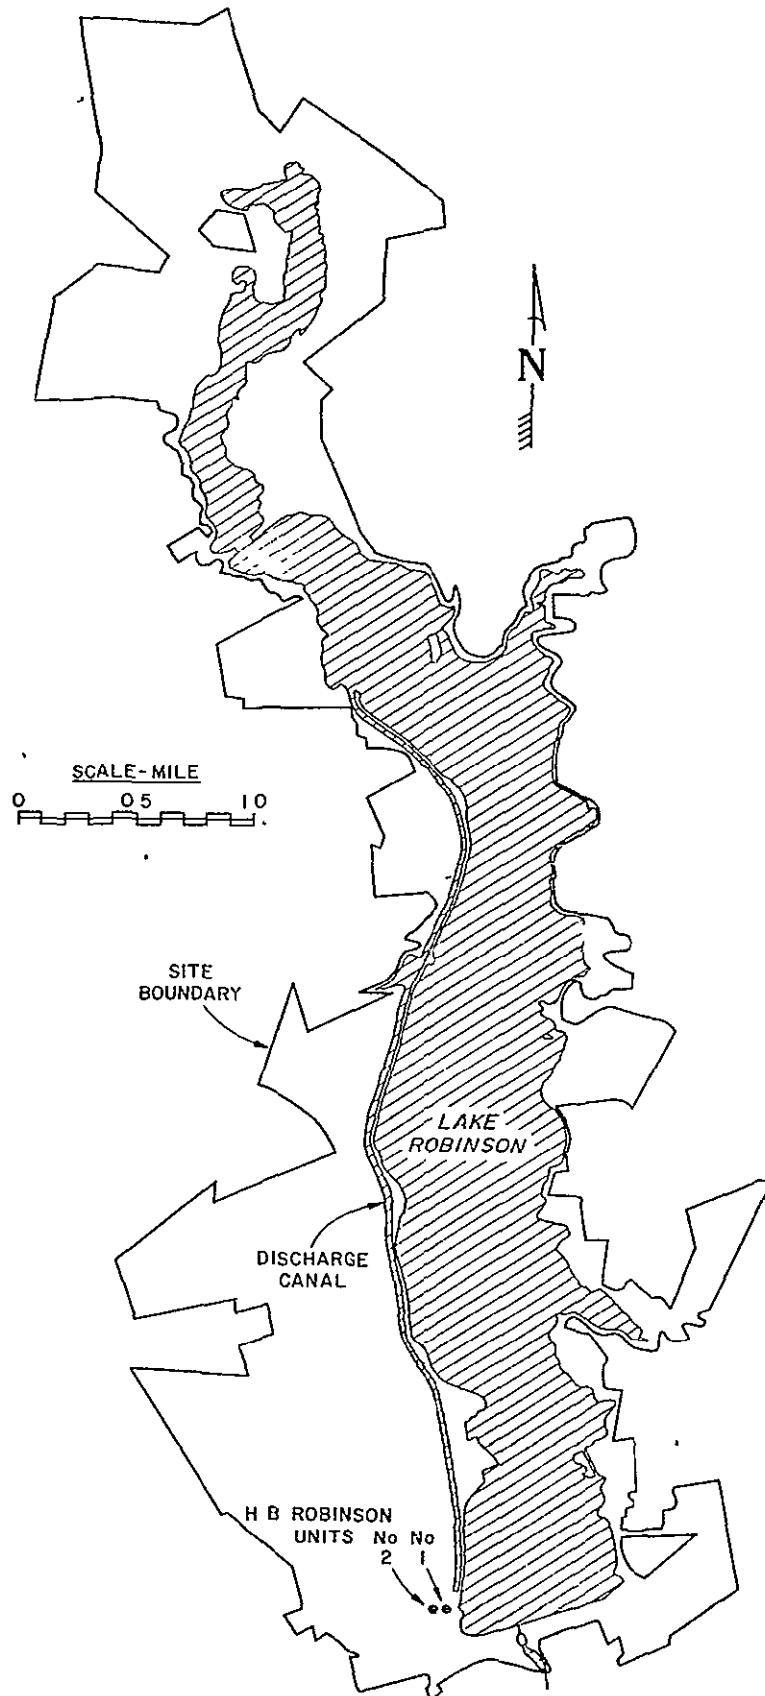 N
SCALE-MILE
0 05 10
SITE
BOUNDARY
LAKE
ROBINSON
DISCHARGE
CANAL
H B ROBINSON
UNITS No No
2 1